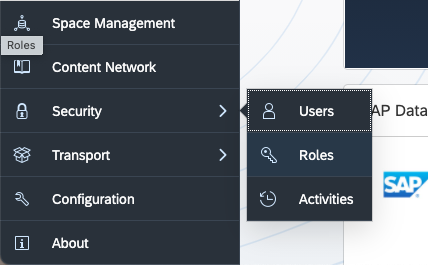 Space Management
Roles
Content Network
Security
Users
AP Data
Transport
Roles
SAP
Configuration
Activities
About